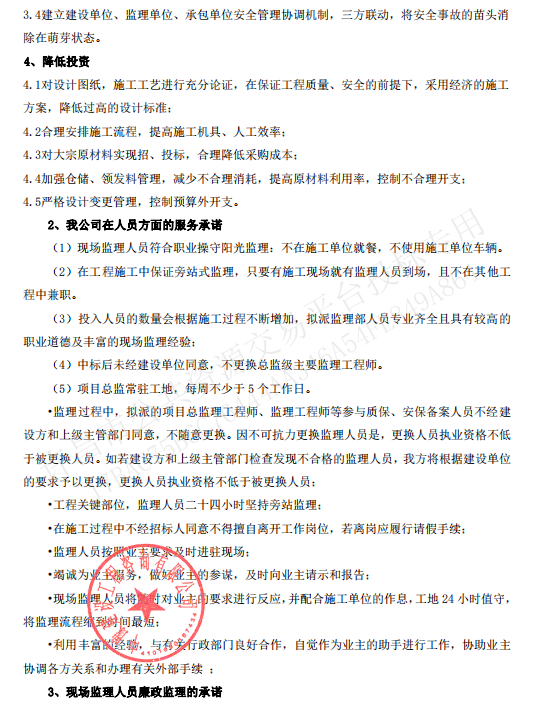 3.4建立建设单位、监理单位、承包单位安全管理协调机制，三方联动，将安全事故的苗头消
除在萌芽状态。
4、降低投资
4.1对设计图纸，施工工艺进行充分论证，在保证工程质量、安全的前提下，采用经济的施工
方案，降低过高的设计标准；
4.2合理安排施工流程，提高施工机具、人工效率；
4.3对大宗原材料实现招、投标，合理降低采购成本；
4.4加强仓储、领发料管理，减少不合理消耗，提高原材料利用率，控制不合理开支；
4.5严格设计变更管理，控制预算外开支。
2、我公司在人员方面的服务承诺
（1）现场监理人员符合职业操守阳光监理：不在施工单位就餐，不使用施工单位车辆。
（2）在工程施工中保证旁站式监理，只要有施工现场就有监理人员到场，且不在其他工
程中兼职。
（3）投入人员的数量会根据施工过程不断增加，拟派监理部人员专业齐全且具有较高的
职业道德及丰富的现场监理经验；
（4）中标后未经建设单位同意，不更换总监级主要监理工程师。
（5）项目总监常驻工地，每周不少于 5 个工作日。
•监理过程中，拟派的项目总监理工程师、监理工程师等参与质保、安保备案人员不经建
设方和上级主管部门同意，不随意更换。因不可抗力更换监理人员是，更换人员执业资格不低
于被更换人员。如若建设方和上级主管部门检查发现不合格的监理人员，我方将根据建设单位
的要求予以更换，更换人员执业资格不低于被更换人员；
•工程关键部位，监理人员二十四小时坚持旁站监理；
•在施工过程中不经招标人同意不得擅自离开工作岗位，若离岗应履行请假手续；
•监理人员按照业主要求及时进驻现场；
•竭诚为业主服务，做好业主的参谋，及时向业主请示和报告；
•现场监理人员将随时对业主的要求进行反应，并配合施工单位的作息，工地 24 小时值守，
将监理流程缩到时间最短；
•利用丰富的经验，与有关行政部门良好合作，自觉作为业主的助手进行工作，协助业主
协调各方关系和办理有关外部手续 ；
3、现场监理人员廉政监理的承诺